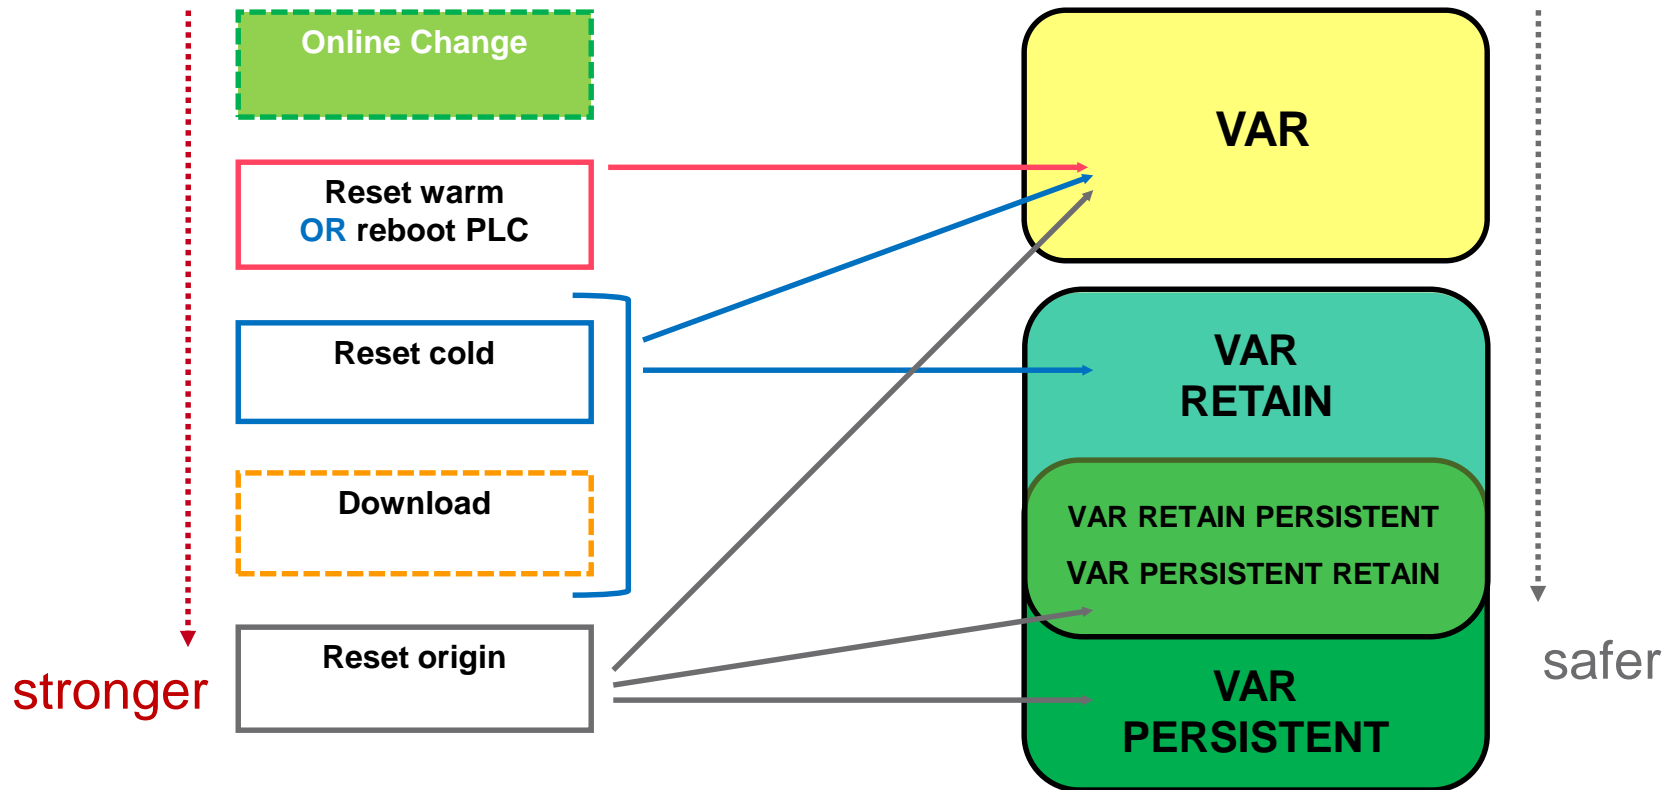 Online Change
Reset warm
OR reboot PLC
Reset cold
Download
Reset origin
stronger
VAR
VAR
RETAIN
VAR RETAIN PERSISTENT
VAR PERSISTENT RETAIN
VAR
PERSISTENT
safer